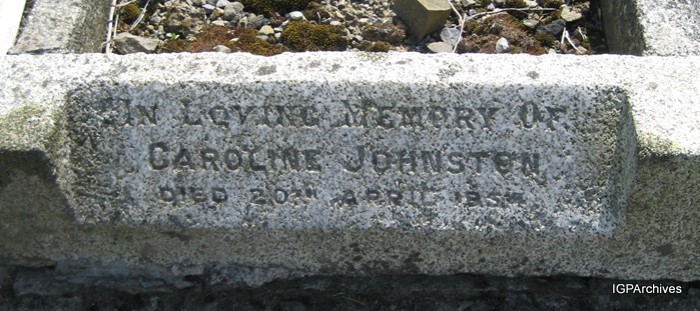 In Loving Memory Of
Caroline Johnston
Died 20th April
IGPArchives